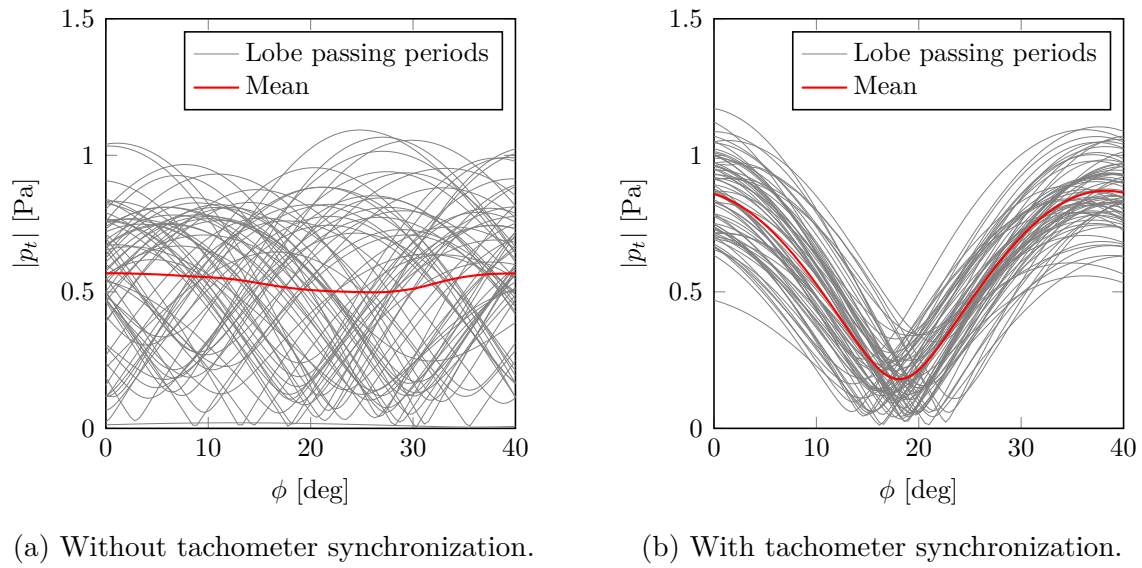 1.5
1
0.5
0
0
10
20
30
40
|p_t| [Pa]
ϕ [deg]
Lobe passing periods
Mean
(a) Without tachometer synchronization.
1.5
1
0.5
0
0
10
20
30
40
|p_t| [Pa]
ϕ [deg]
Lobe passing periods
Mean
(b) With tachometer synchronization.